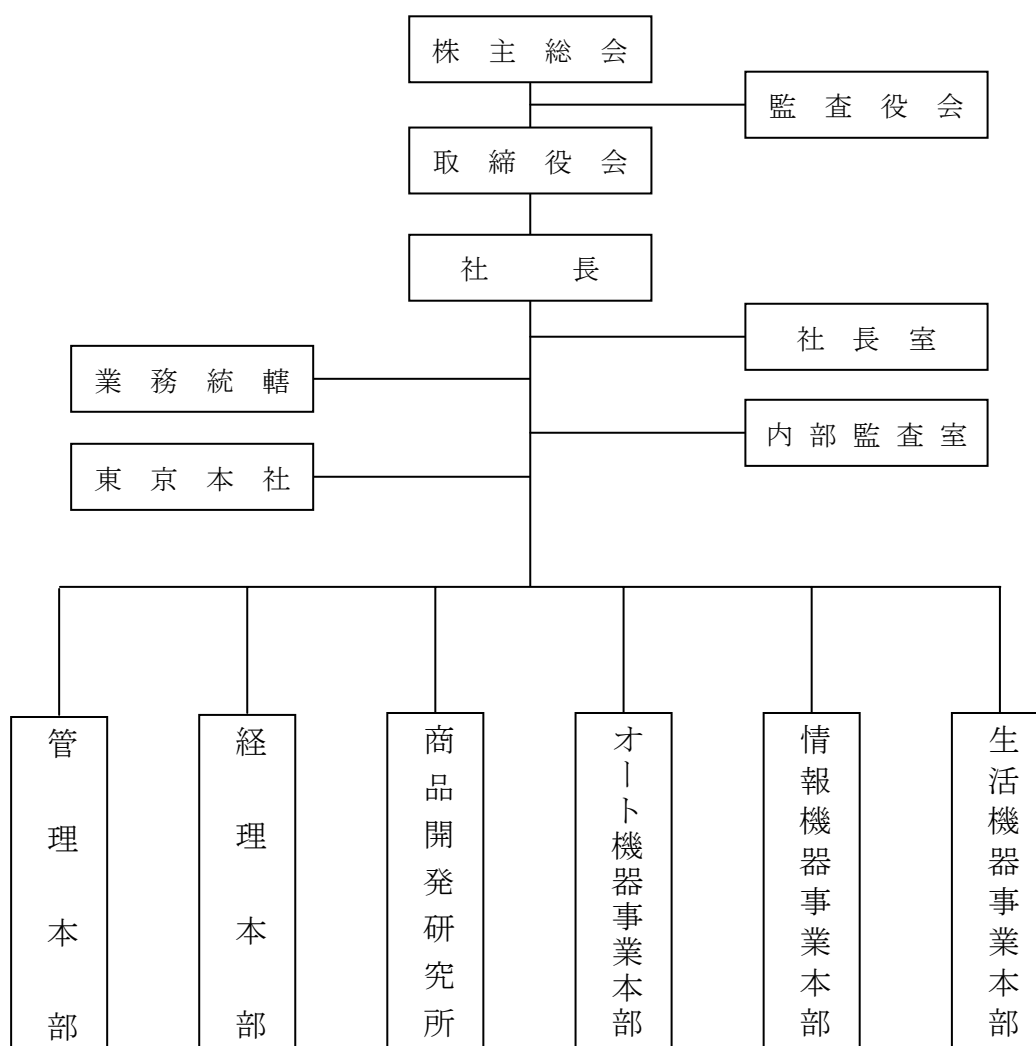 株主総会
監査役会
取締役会
社長
社長室
業務統轄
内部監査室
東京本社
管理本部
経理本部
商品開発研究所
オート機器事業本部
情報機器事業本部
生活機器事業本部